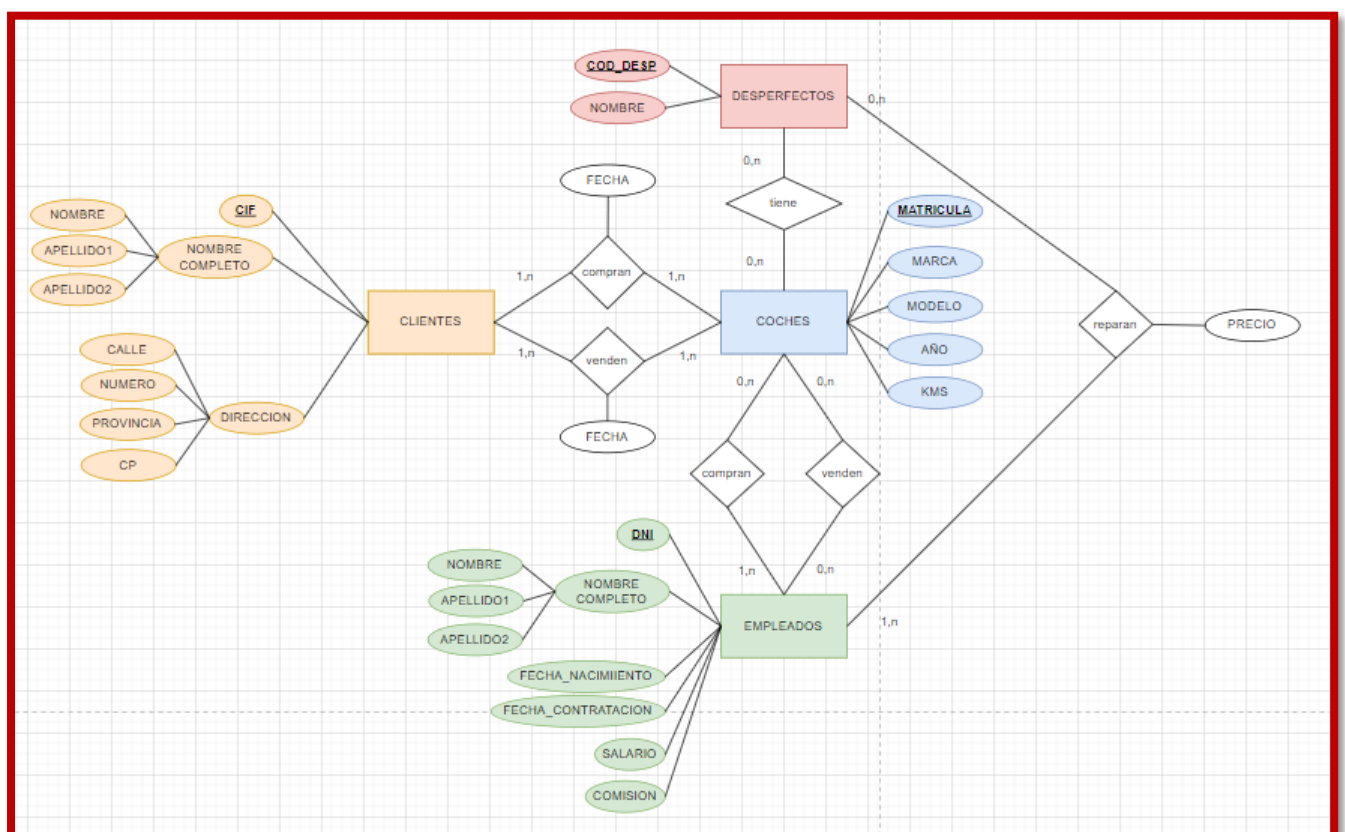 COD_DESP
DESPERFECTOS
NOMBRE
0,n
0,n
FECHA
tiene
CIF
MATRICULA
NOMBRE
APELLIDO1
NOMBRE
COMPLETO
APELLIDO2
MARCA
0,n
1,n
compran
1,n
MODELO
CLIENTES
COCHES
reparan
PRECIO
CALLE
AÑO
1,n
venden
1,n
NUMERO
KMS
0,n
0,n
PROVINCIA
DIRECCION
FECHA
CP
compran
venden
DNI
NOMBRE
1,n
0,n
NOMBRE
COMPLETO
APELLIDO1
EMPLEADOS
1,n
APELLIDO2
FECHA_NACIMIIENTO
FECHA_CONTRATACION
SALARIO
COMISION